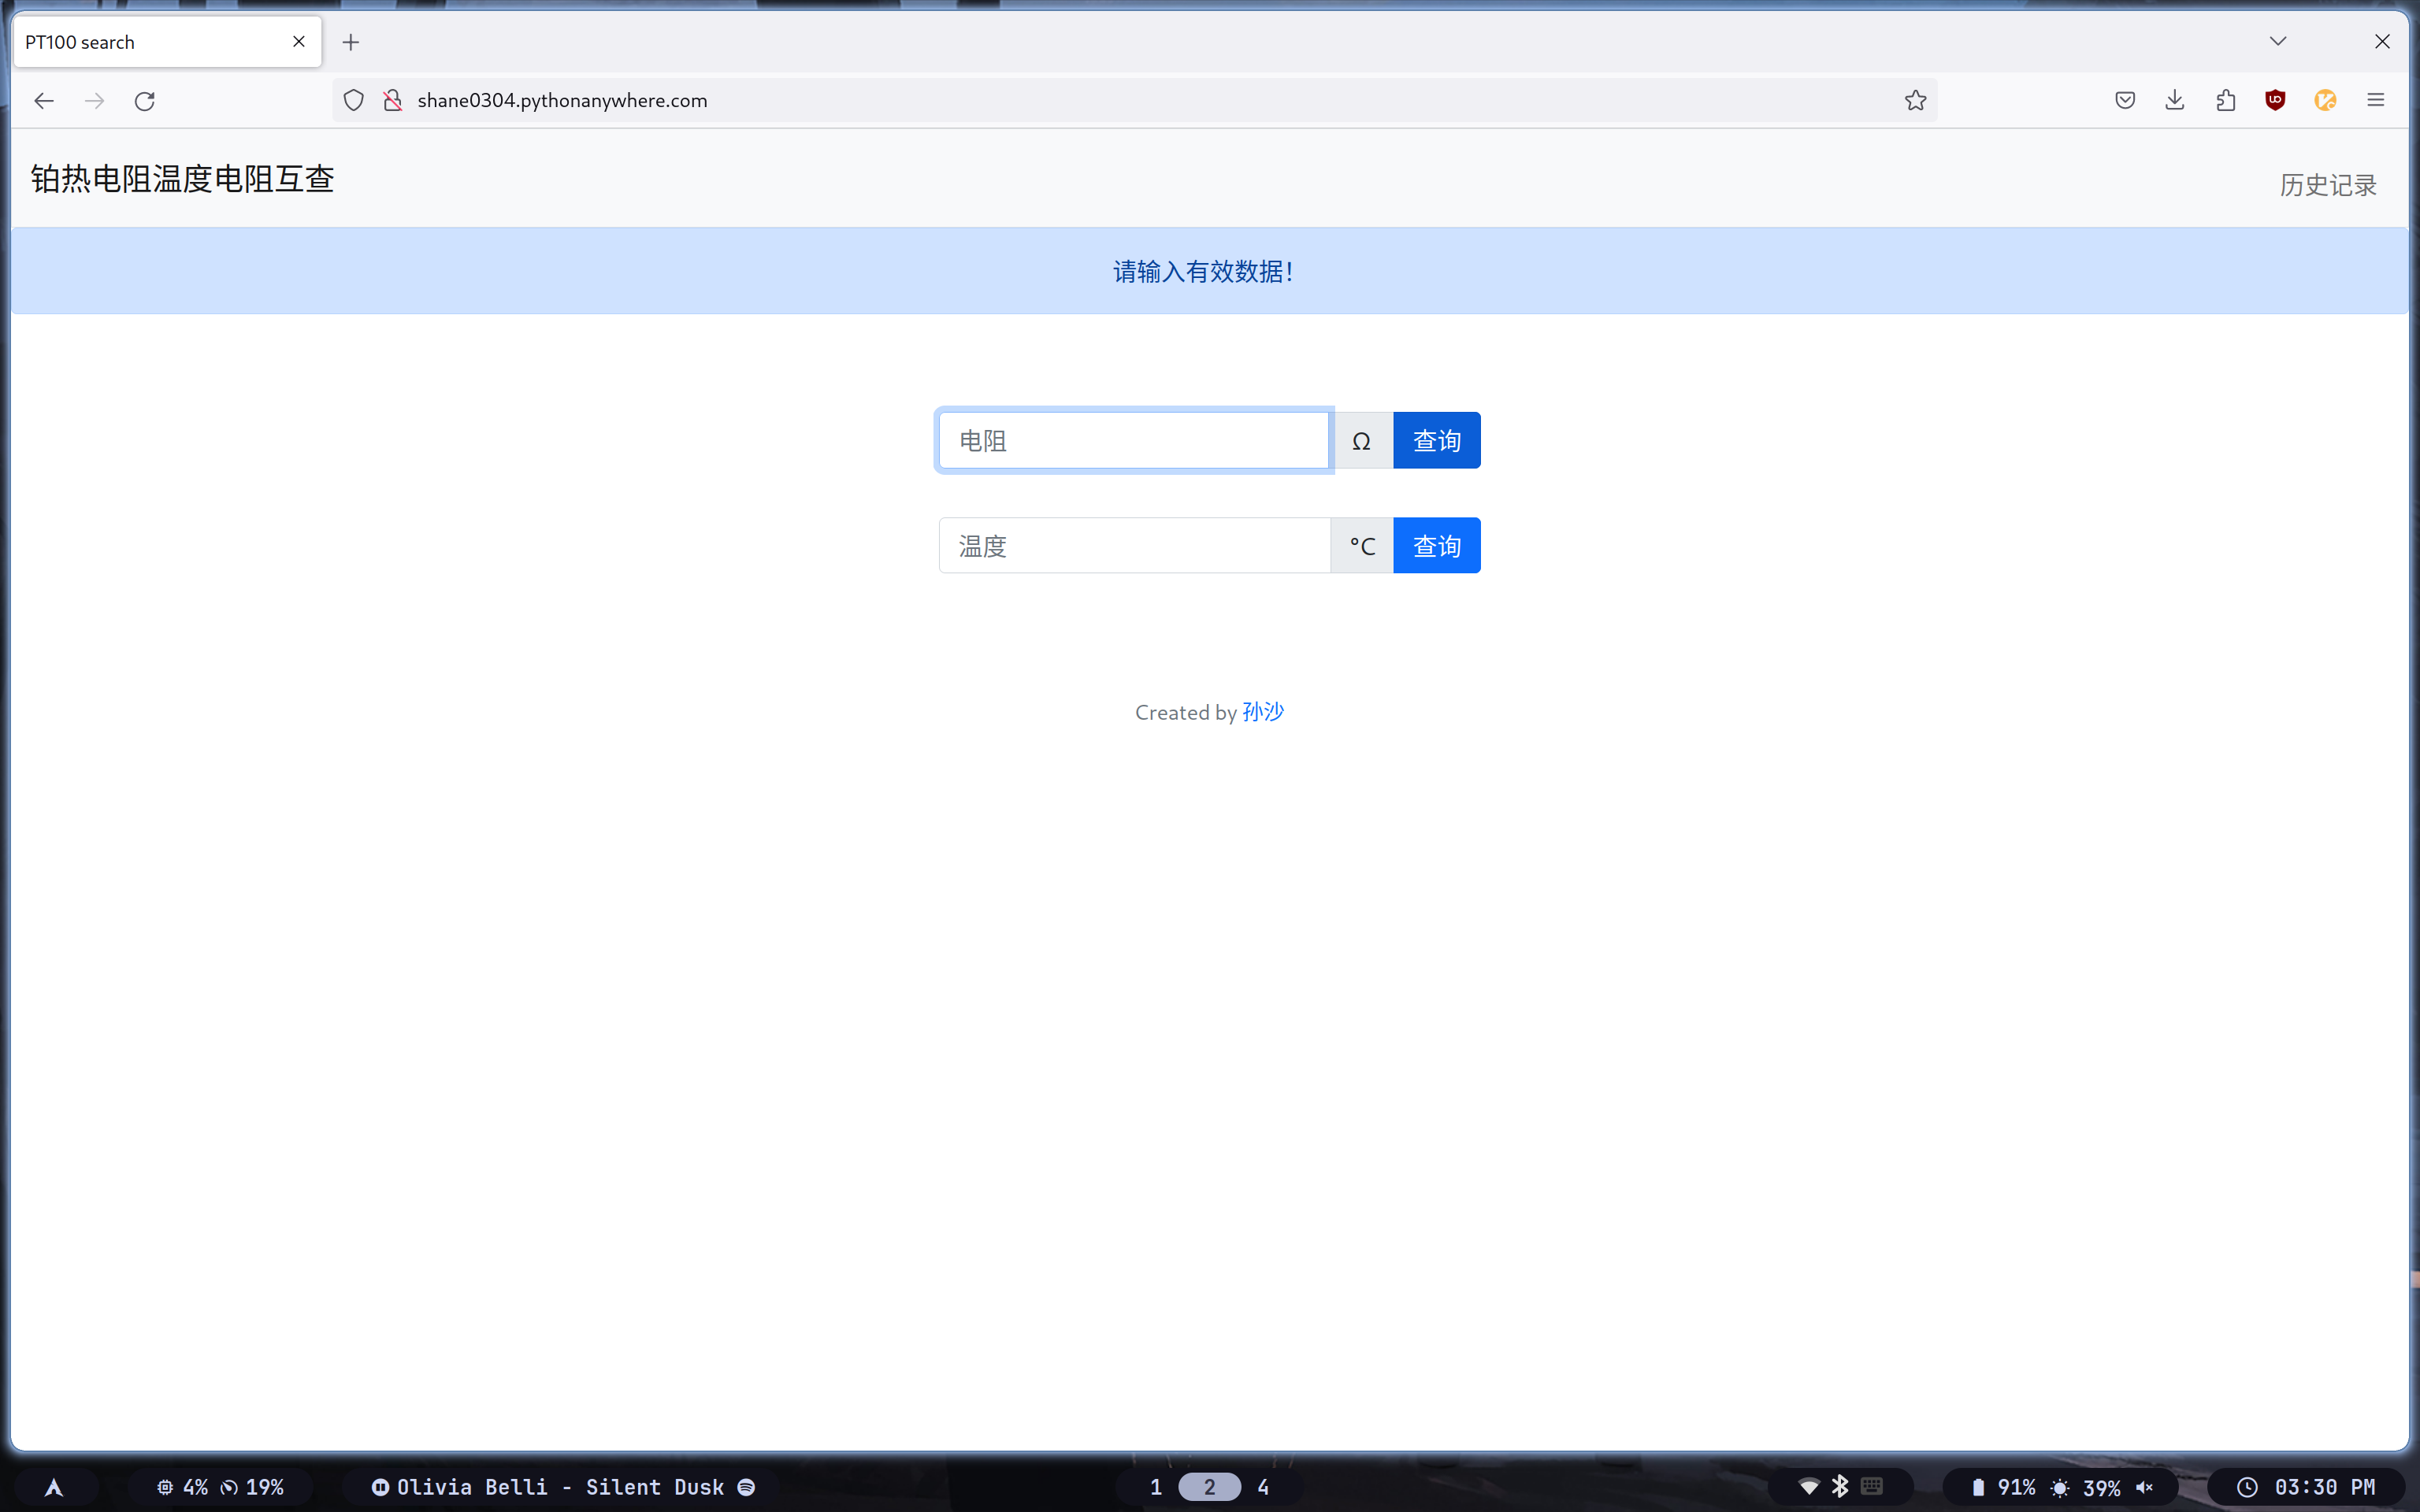 PT100 search
shane0304.pythonanywhere.com
铂热电阻温度电阻互查
历史记录
请输入有效数据！
电阻 Ω 查询
温度 °C 查询
Created by 孙沙
4% 19% Olivia Belli - Silent Dusk 1 2 4 91% 39% 03:30 PM